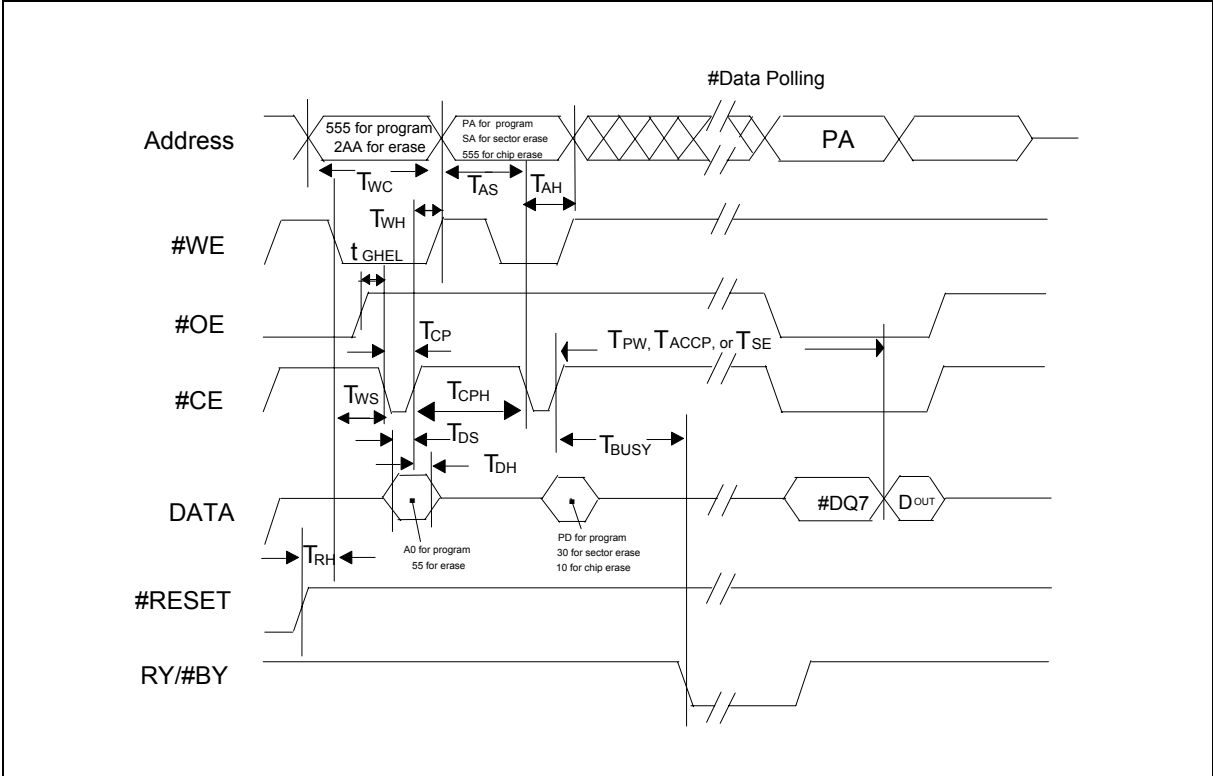 #Data Polling
Address
555 for program
2AA for erase
PA for program
SA for sector erase
555 for chip erase
PA
TWC
TAS
TAH
TWH
#WE
tGHEL
#OE
TCP
TPW, TACCP, or TSE
#CE
TWS
TCPH
TDS
TBUSY
TDH
DATA
#DQ7
DOUT
A0 for program
55 for erase
PD for program
30 for sector erase
10 for chip erase
TRH
#RESET
RY/#BY